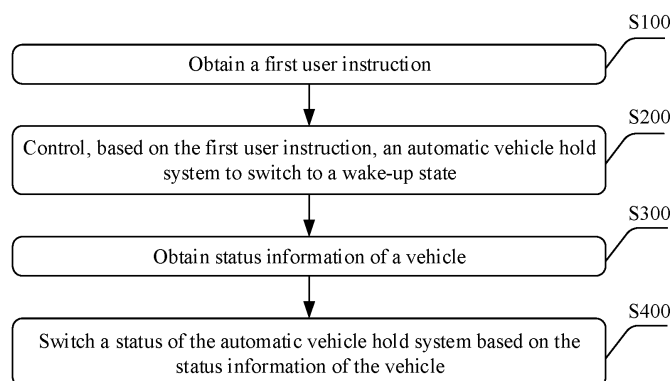 S100
Obtain a first user instruction
S200
Control, based on the first user instruction, an automatic vehicle hold
system to switch to a wake-up state
S300
Obtain status information of a vehicle
S400
Switch a status of the automatic vehicle hold system based on the
status information of the vehicle